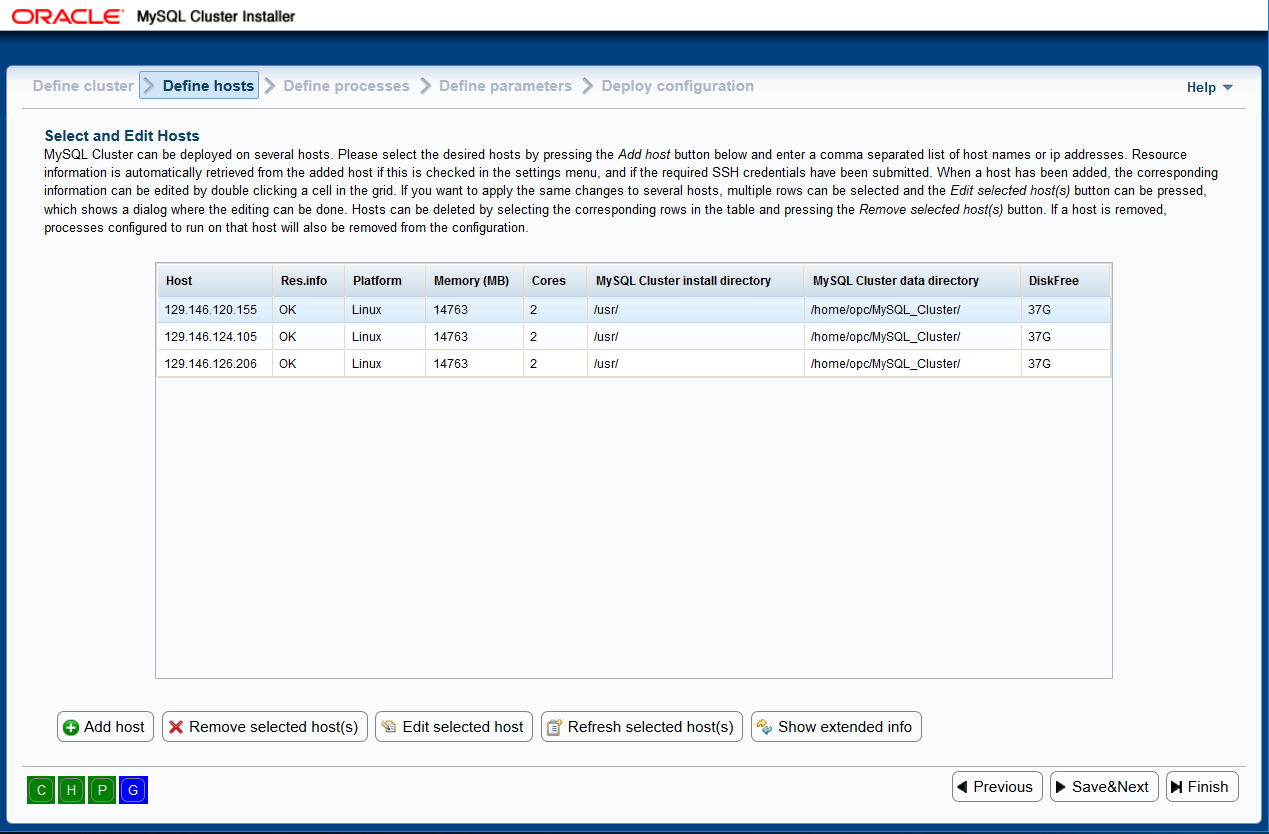 ORACLE® MySQL Cluster Installer
Define cluster Define hosts Define processes Define parameters Deploy configuration Help
Select and Edit Hosts
MySQL Cluster can be deployed on several hosts. Please select the desired hosts by pressing the Add host button below and enter a comma separated list of host names or ip addresses. Resource
information is automatically retrieved from the added host if this is checked in the settings menu, and if the required SSH credentials have been submitted. When a host has been added, the corresponding
information can be edited by double clicking a cell in the grid. If you want to apply the same changes to several hosts, multiple rows can be selected and the Edit selected host(s) button can be pressed,
which shows a dialog where the editing can be done. Hosts can be deleted by selecting the corresponding rows in the table and pressing the Remove selected host(s) button. If a host is removed,
processes configured to run on that host will also be removed from the configuration.
Host Res.info Platform Memory (MB) Cores MySQL Cluster install directory MySQL Cluster data directory DiskFree
129.146.120.155 OK Linux 14763 2 /usr/ /home/opc/MySQL_Cluster/ 37G
129.146.124.105 OK Linux 14763 2 /usr/ /home/opc/MySQL_Cluster/ 37G
129.146.126.206 OK Linux 14763 2 /usr/ /home/opc/MySQL_Cluster/ 37G
Add host Remove selected host(s) Edit selected host Refresh selected host(s) Show extended info
C H P G Previous Save&Next Finish